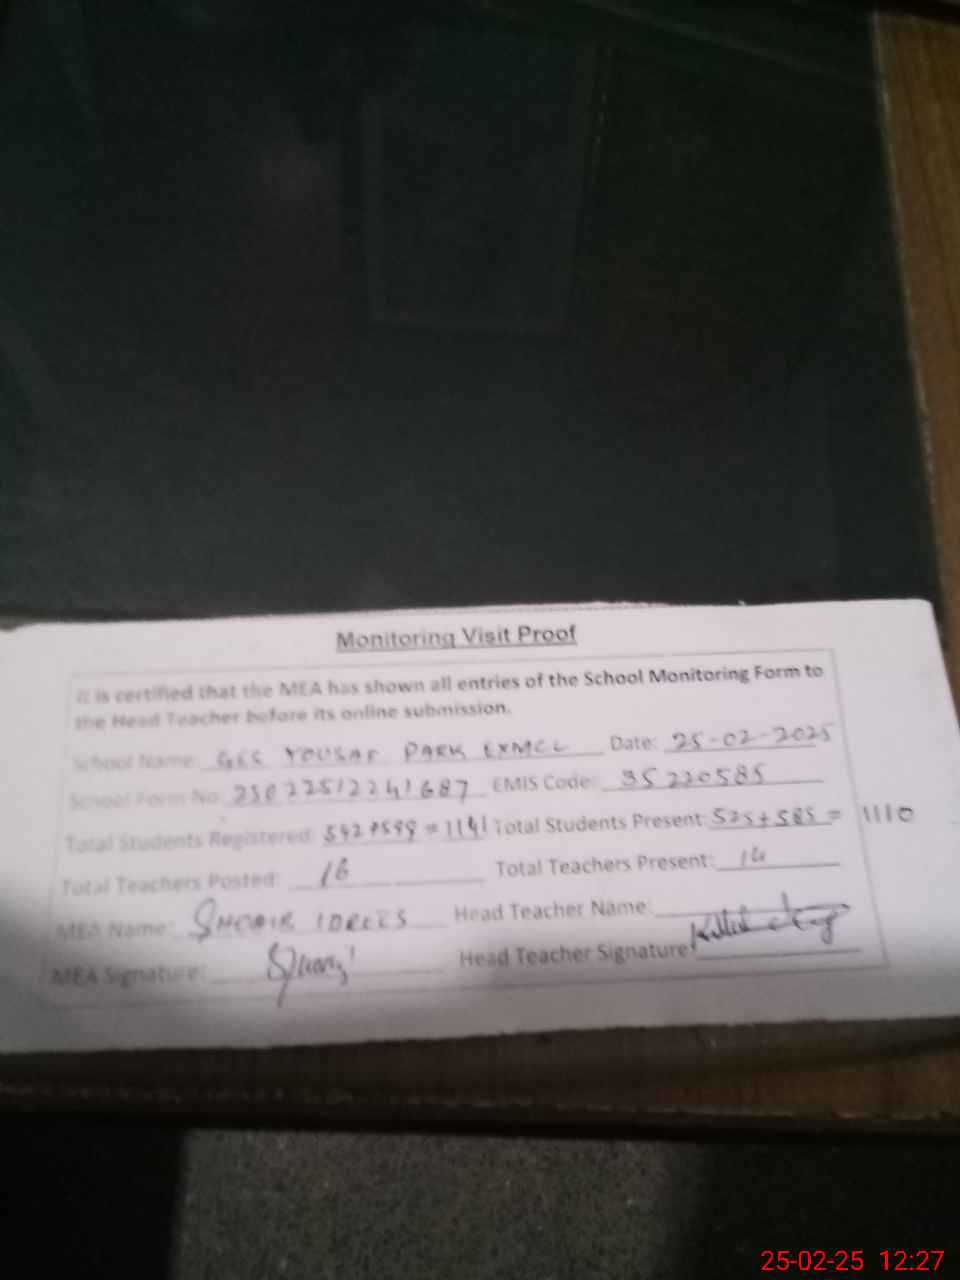 Monitoring Visit Proof
It is certified that the MEA has shown all entries of the School Monitoring Form to
the Head Teacher before its online submission.
School Name: GES YOUSAF PARK EXMCL Date: 25-02-2025
School Form No: 25022512241687 EMIS Code: 35220585
Total Students Registered: 542+599=1141 Total Students Present: 525+585= 1110
Total Teachers Posted: 16 Total Teachers Present: 16
MEA Name: SHOAIB IDREES Head Teacher Name:
MEA Signature: Head Teacher Signature:
25-02-25 12:27